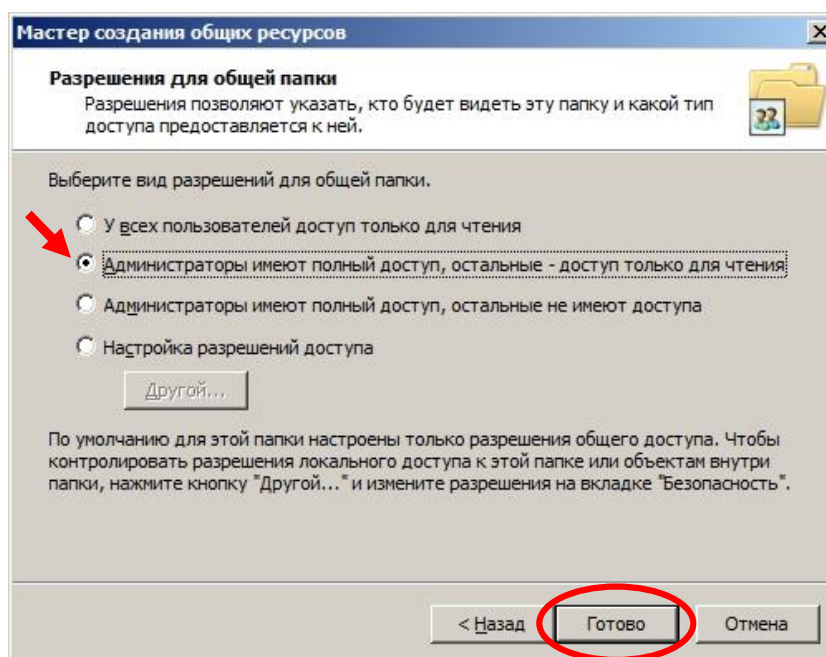 Мастер создания общих ресурсов
Разрешения для общей папки
Разрешения позволяют указать, кто будет видеть эту папку и какой тип
доступа предоставляется к ней.
Выберите вид разрешений для общей папки.
У всех пользователей доступ только для чтения
Администраторы имеют полный доступ, остальные - доступ только для чтения
Администраторы имеют полный доступ, остальные не имеют доступа
Настройка разрешений доступа
Другой...
По умолчанию для этой папки настроены только разрешения общего доступа. Чтобы
контролировать разрешения локального доступа к этой папке или объектам внутри
папки, нажмите кнопку "Другой..." и измените разрешения на вкладке "Безопасность".
< Назад Готово Отмена